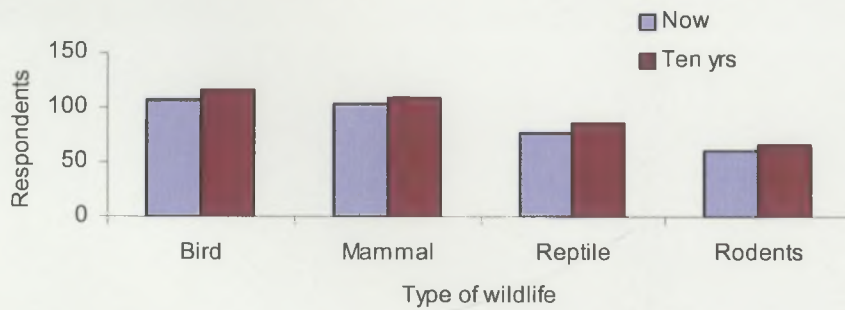 Now
Ten yrs
150
100
50
0
Respondents
Bird Mammal Reptile Rodents
Type of wildlife